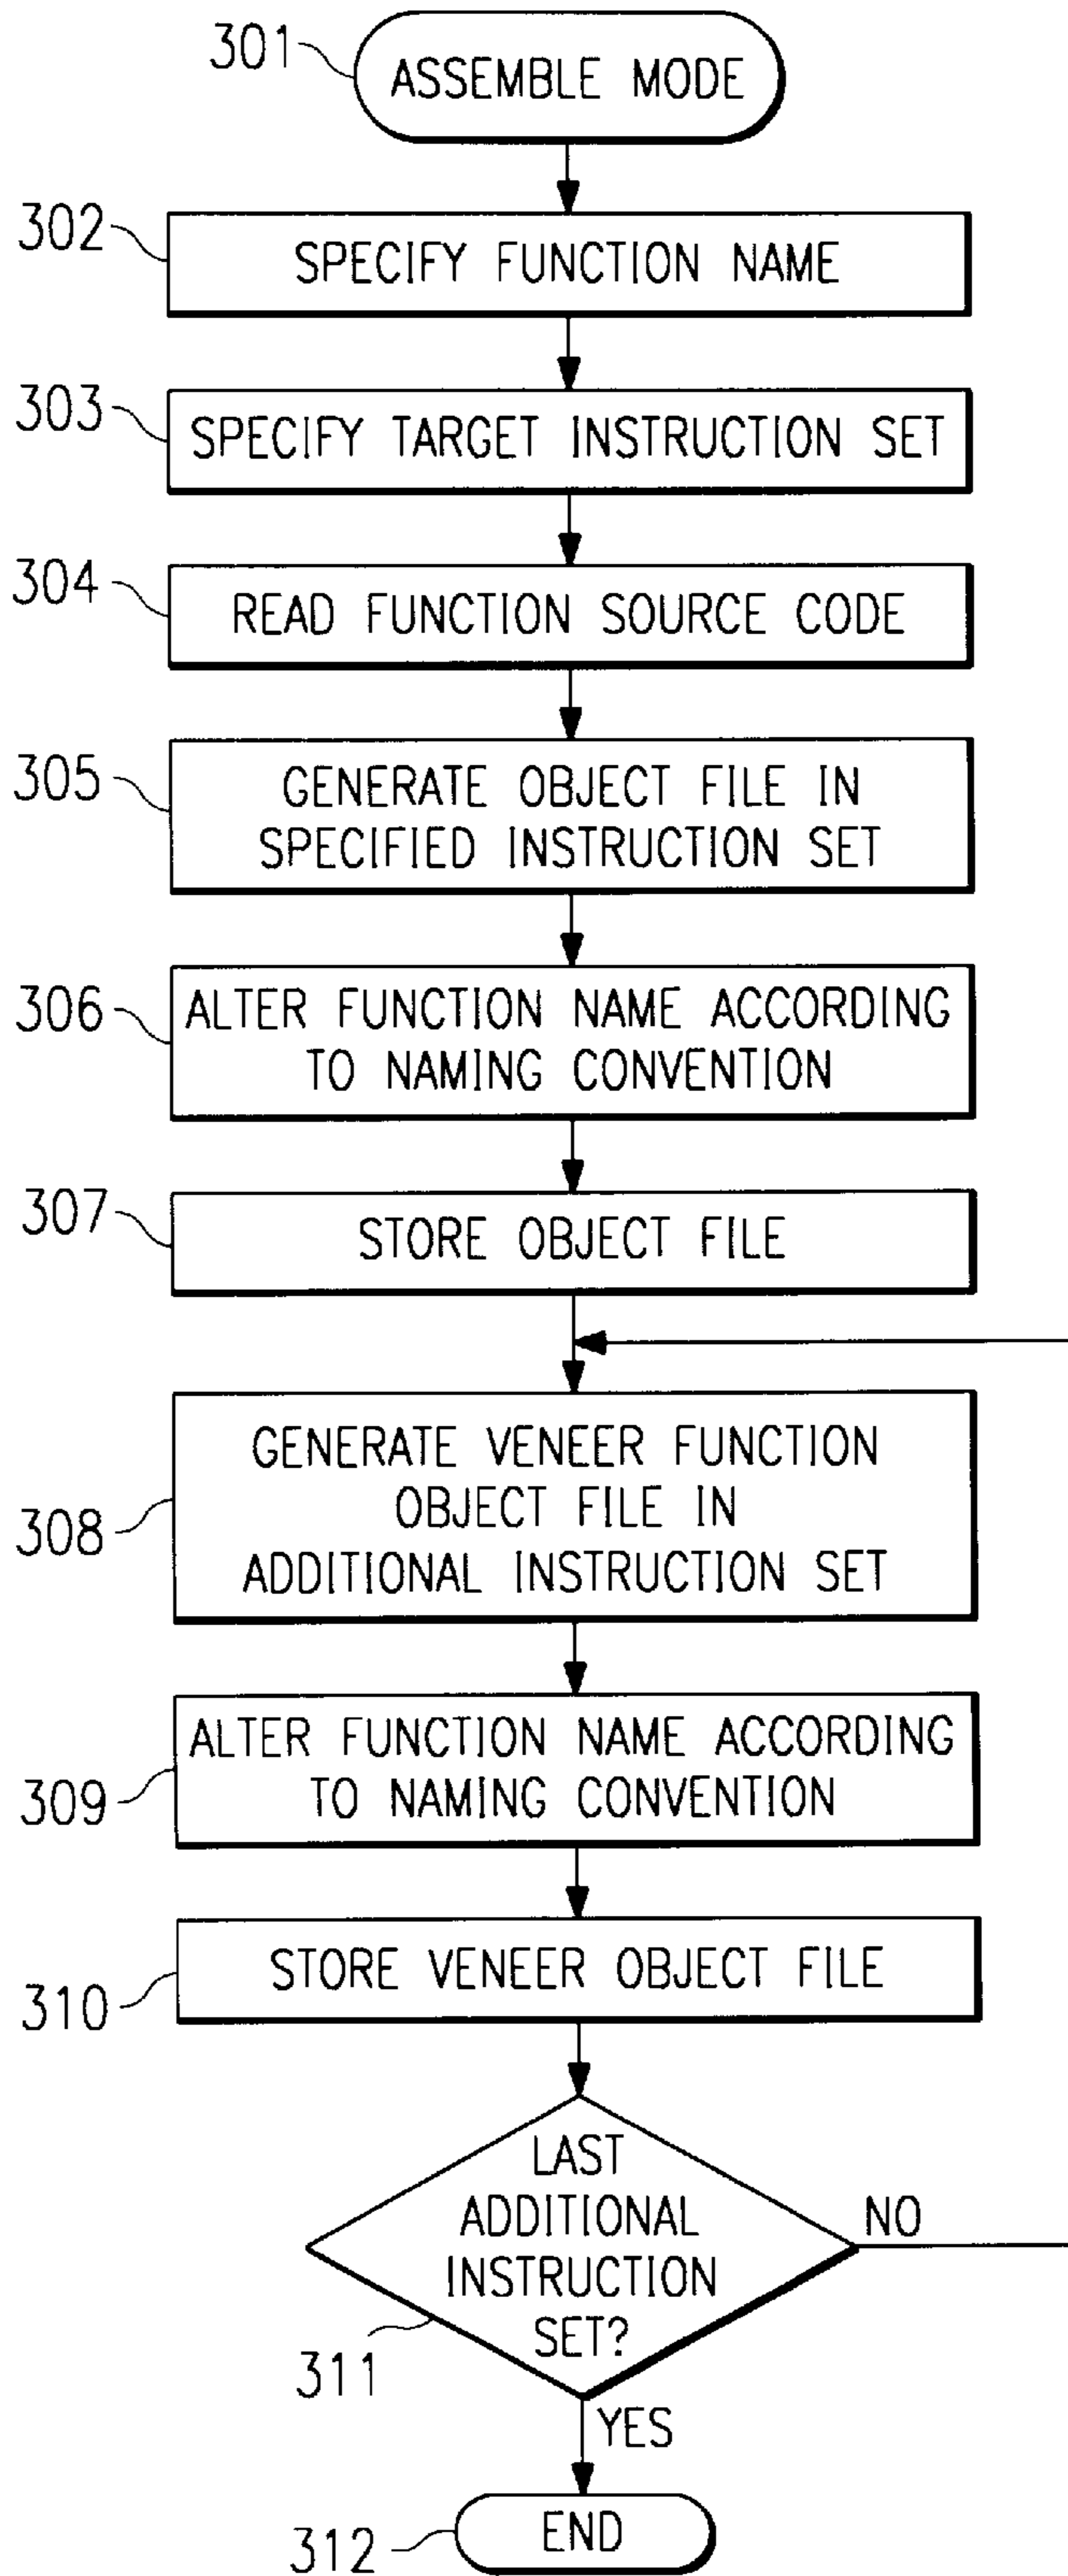 301
ASSEMBLE MODE
302
SPECIFY FUNCTION NAME
303
SPECIFY TARGET INSTRUCTION SET
304
READ FUNCTION SOURCE CODE
305
GENERATE OBJECT FILE IN
SPECIFIED INSTRUCTION SET
306
ALTER FUNCTION NAME ACCORDING
TO NAMING CONVENTION
307
STORE OBJECT FILE
308
GENERATE VENEER FUNCTION
OBJECT FILE IN
ADDITIONAL INSTRUCTION SET
309
ALTER FUNCTION NAME ACCORDING
TO NAMING CONVENTION
310
STORE VENEER OBJECT FILE
311
LAST
ADDITIONAL
INSTRUCTION
SET?
NO
YES
312
END